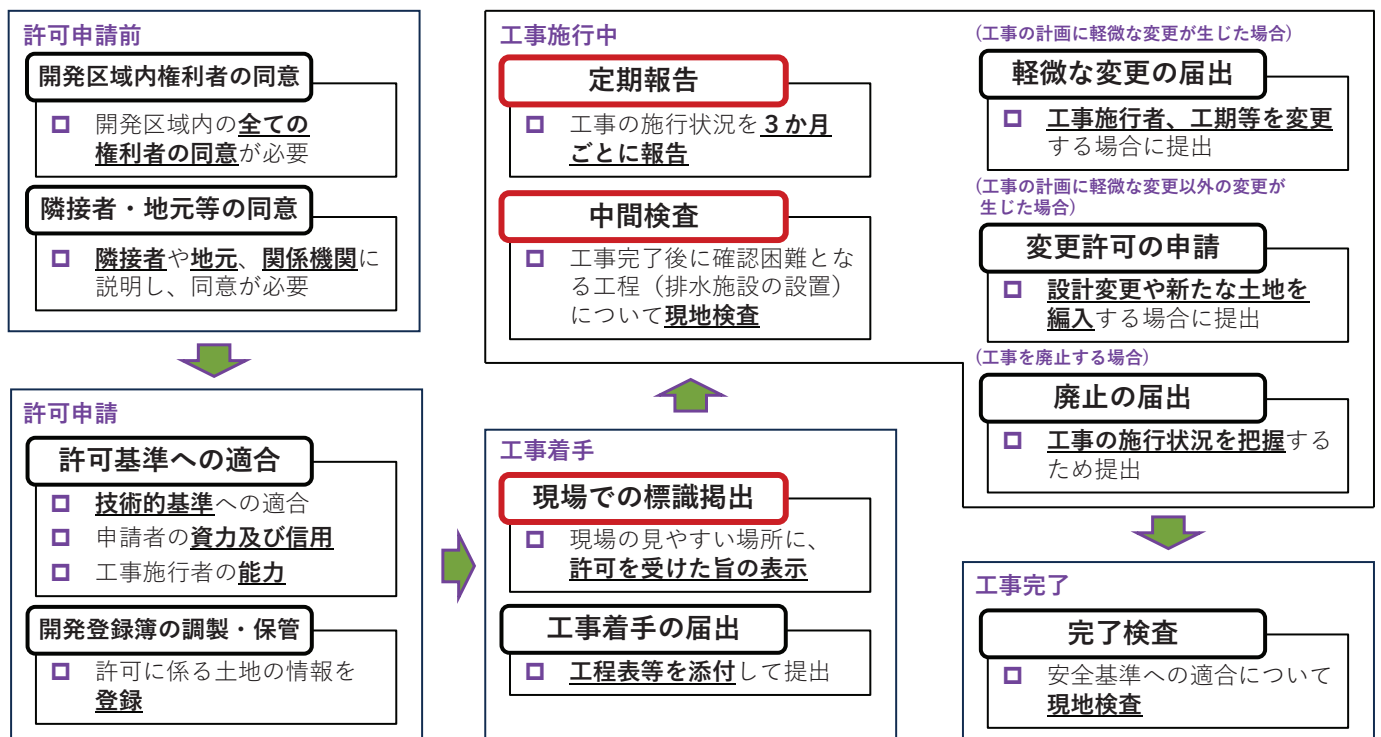 許可申請前
開発区域内権利者の同意
開発区域内の全ての
権利者の同意が必要
隣接者・地元等の同意
隣接者や地元、関係機関に
説明し、同意が必要
許可申請
許可基準への適合
技術的基準への適合
申請者の資力及び信用
工事施行者の能力
開発登録簿の調製・保管
許可に係る土地の情報を
登録
工事着手
現場での標識掲出
現場の見やすい場所に、
許可を受けた旨の表示
工事着手の届出
工程表等を添付して提出
工事施行中
定期報告
工事の施行状況を３か月
ごとに報告
中間検査
工事完了後に確認困難とな
る工程（排水施設の設置）
について現地検査
(工事の計画に軽微な変更が生じた場合)
軽微な変更の届出
工事施行者、工期等を変更
する場合に提出
(工事の計画に軽微な変更以外の変更が
生じた場合)
変更許可の申請
設計変更や新たな土地を
編入する場合に提出
(工事を廃止する場合)
廃止の届出
工事の施行状況を把握する
ため提出
工事完了
完了検査
安全基準への適合について
現地検査